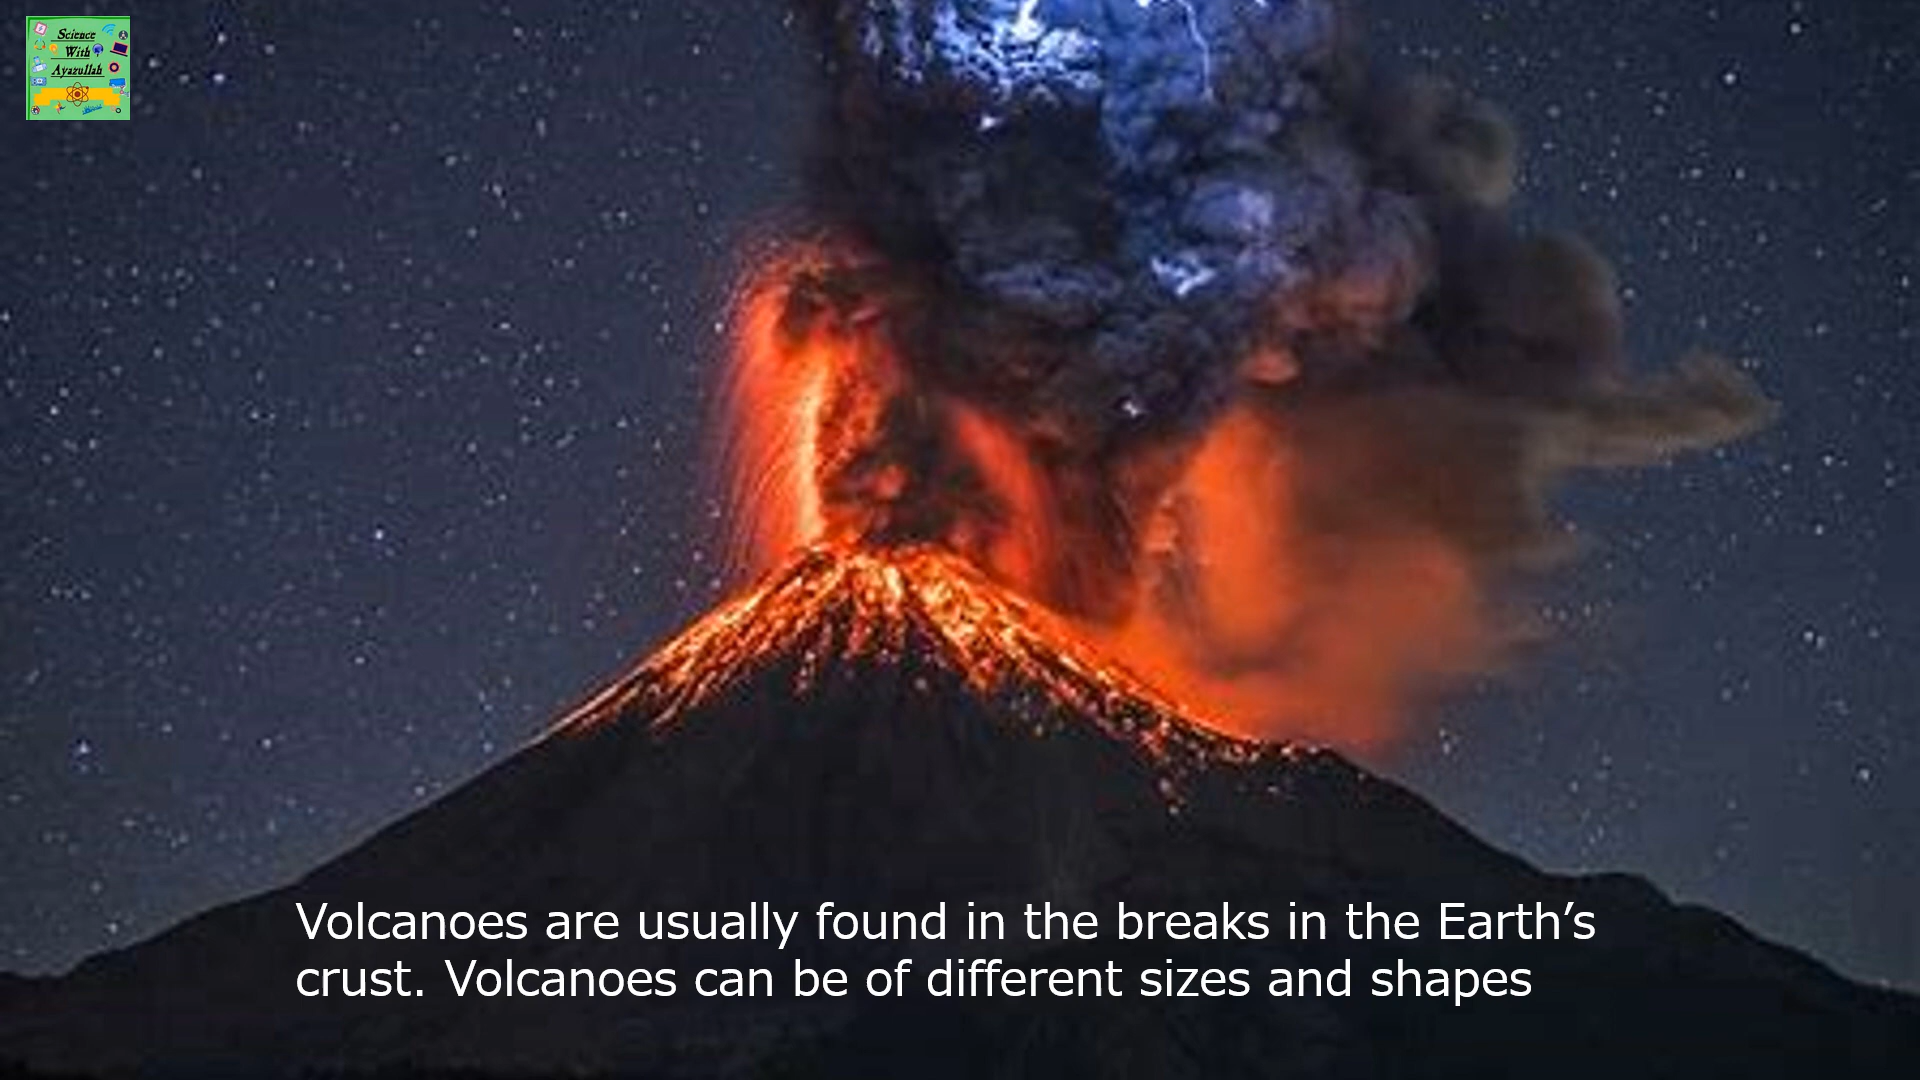 Science
With
Ayazullah
Volcanoes are usually found in the breaks in the Earth’s
crust. Volcanoes can be of different sizes and shapes